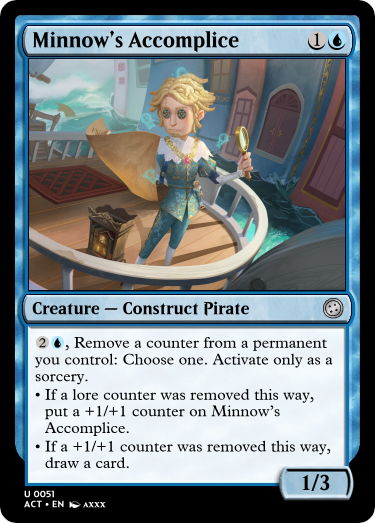 Minnow's Accomplice 1
Creature — Construct Pirate
2, Remove a counter from a permanent
you control: Choose one. Activate only as a
sorcery.
• If a lore counter was removed this way,
put a +1/+1 counter on Minnow's
Accomplice.
• If a +1/+1 counter was removed this way,
draw a card.
1/3
U 0051
ACT • EN AXXX